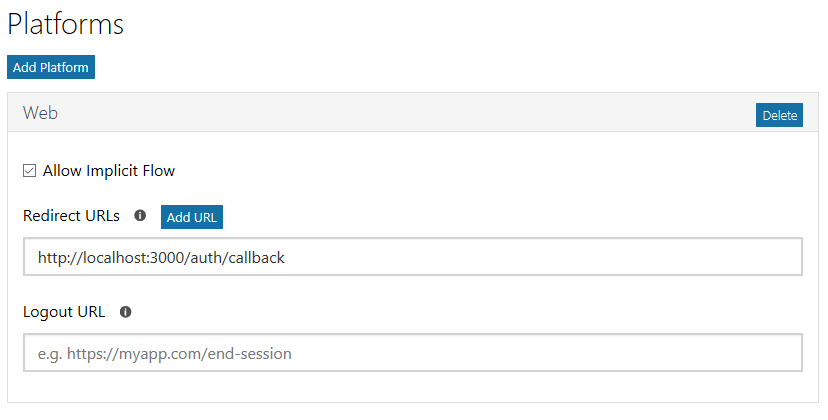 Platforms
Add Platform
Web
Delete
Allow Implicit Flow
Redirect URLs
Add URL
http://localhost:3000/auth/callback
Logout URL
e.g. https://myapp.com/end-session